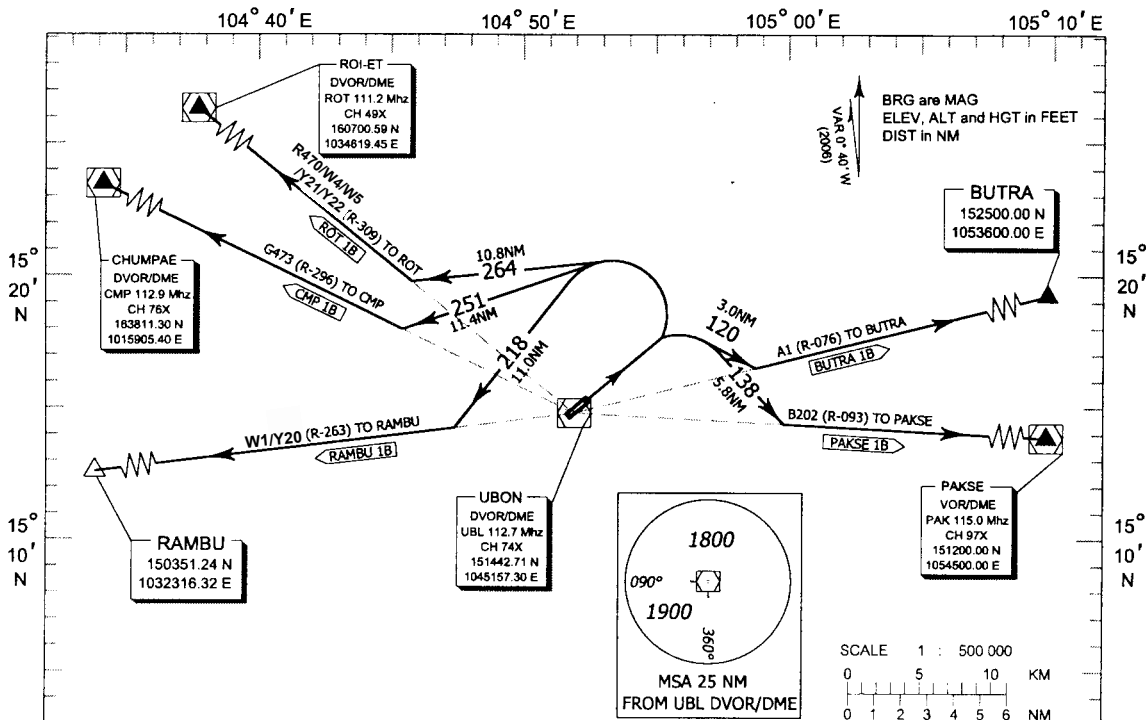 104° 40' E
104° 50' E
105° 00' E
105° 10' E
ROI-ET
DVOR/DME
ROT 111.2 Mhz
CH 49X
160700.59 N
1034619.45 E
VAR 0° 40' W
(2006)
BRG are MAG
ELEV, ALT and HGT in FEET
DIST in NM
BUTRA
152500.00 N
1053600.00 E
R470/W4/W5
/Y21/Y22 (R-309) TO ROT
ROT 1B
G473 (R-296) TO CMP
CMP 1B
15°
20'
N
CHUMPAE
DVOR/DME
CMP 112.9 Mhz
CH 76X
163811.30 N
1015905.40 E
10.8NM
264
251
11.4NM
218
11.0NM
3.0NM
120
138
5.8NM
A1 (R-076) TO BUTRA
BUTRA 1B
15°
20'
N
W1/Y20 (R-263) TO RAMBU
RAMBU 1B
B202 (R-093) TO PAKSE
PAKSE 1B
15°
10'
N
RAMBU
150351.24 N
1032316.32 E
UBON
DVOR/DME
UBL 112.7 Mhz
CH 74X
151442.71 N
1045157.30 E
1800
090°
1900
360°
MSA 25 NM
FROM UBL DVOR/DME
PAKSE
VOR/DME
PAK 115.0 Mhz
CH 97X
151200.00 N
1054500.00 E
15°
10'
N
SCALE 1 : 500 000
0 5 10 KM
0 1 2 3 4 5 6 NM